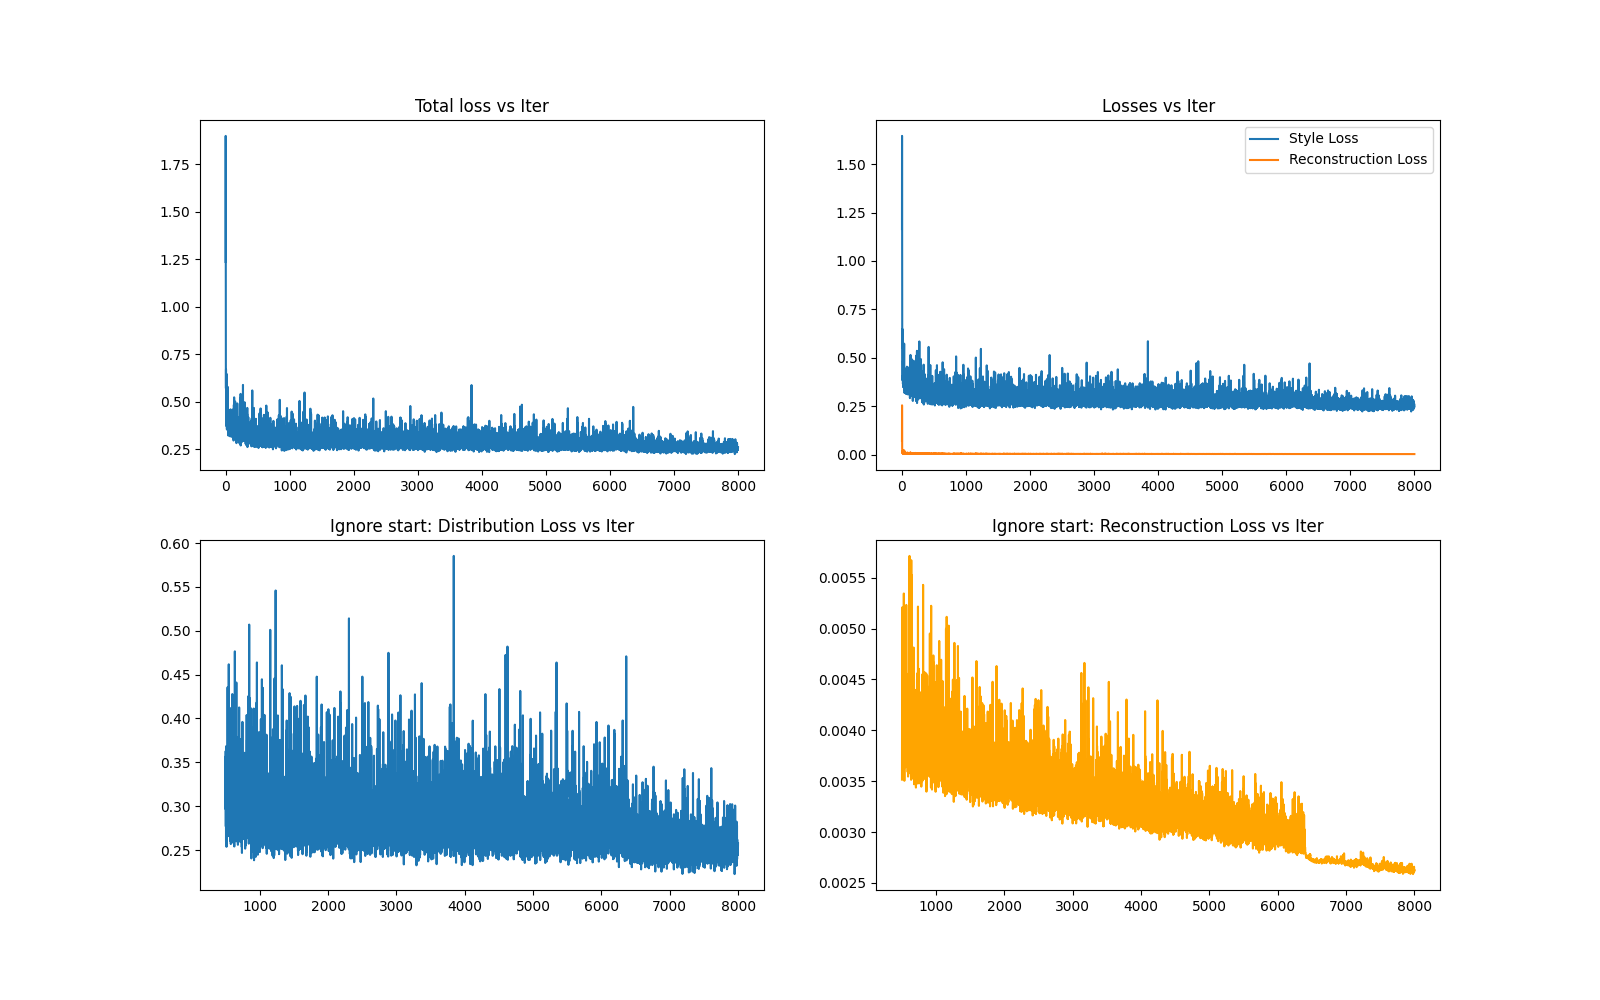 Total loss vs Iter
1.75
1.50
1.25
1.00
0.75
0.50
0.25
0 1000 2000 3000 4000 5000 6000 7000 8000
Losses vs Iter
Style Loss
Reconstruction Loss
1.50
1.25
1.00
0.75
0.50
0.25
0.00
0 1000 2000 3000 4000 5000 6000 7000 8000
Ignore start: Distribution Loss vs Iter
0.60
0.55
0.50
0.45
0.40
0.35
0.30
0.25
1000 2000 3000 4000 5000 6000 7000 8000
Ignore start: Reconstruction Loss vs Iter
0.0055
0.0050
0.0045
0.0040
0.0035
0.0030
0.0025
1000 2000 3000 4000 5000 6000 7000 8000